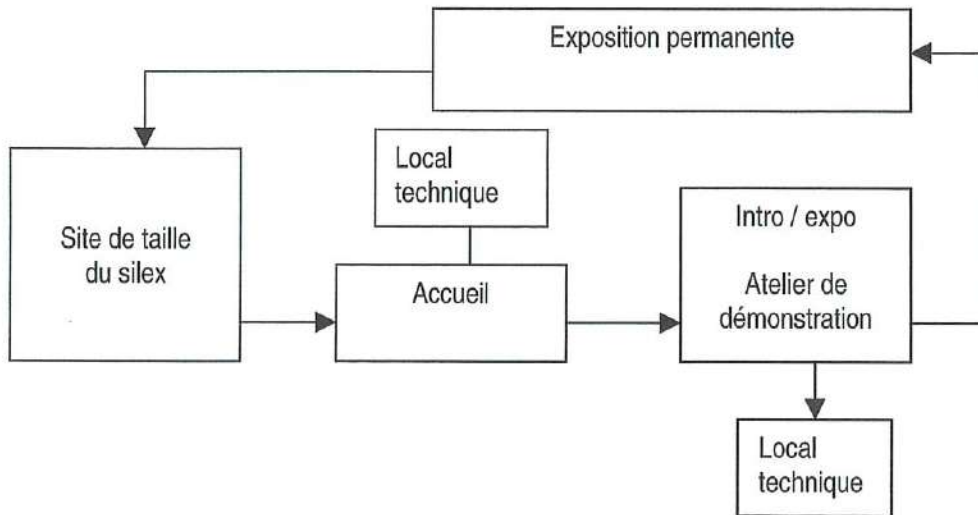 Exposition permanente
Local
technique
Site de taille
du silex
Accueil
Intro / expo
Atelier de
démonstration
Local
technique